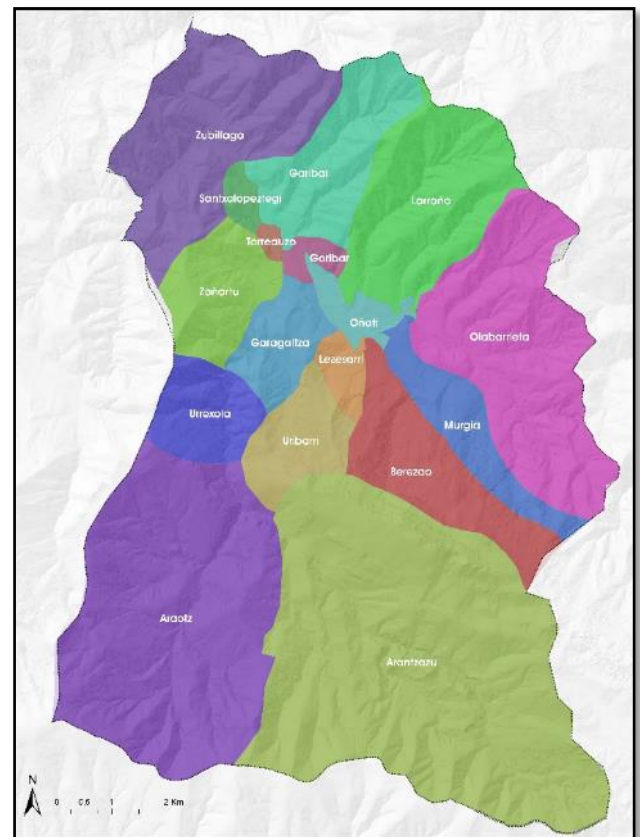 Zubillaga
Garibai
Santxolopeztegi
Larraña
Torreauzo
Goribar
Zañartu
Oñati
Olabarrieta
Garagaltza
Lezesarri
Urrexola
Murgia
Uribarri
Berezao
Araotz
Arantzazu
N
0 0,5 1 2 Km